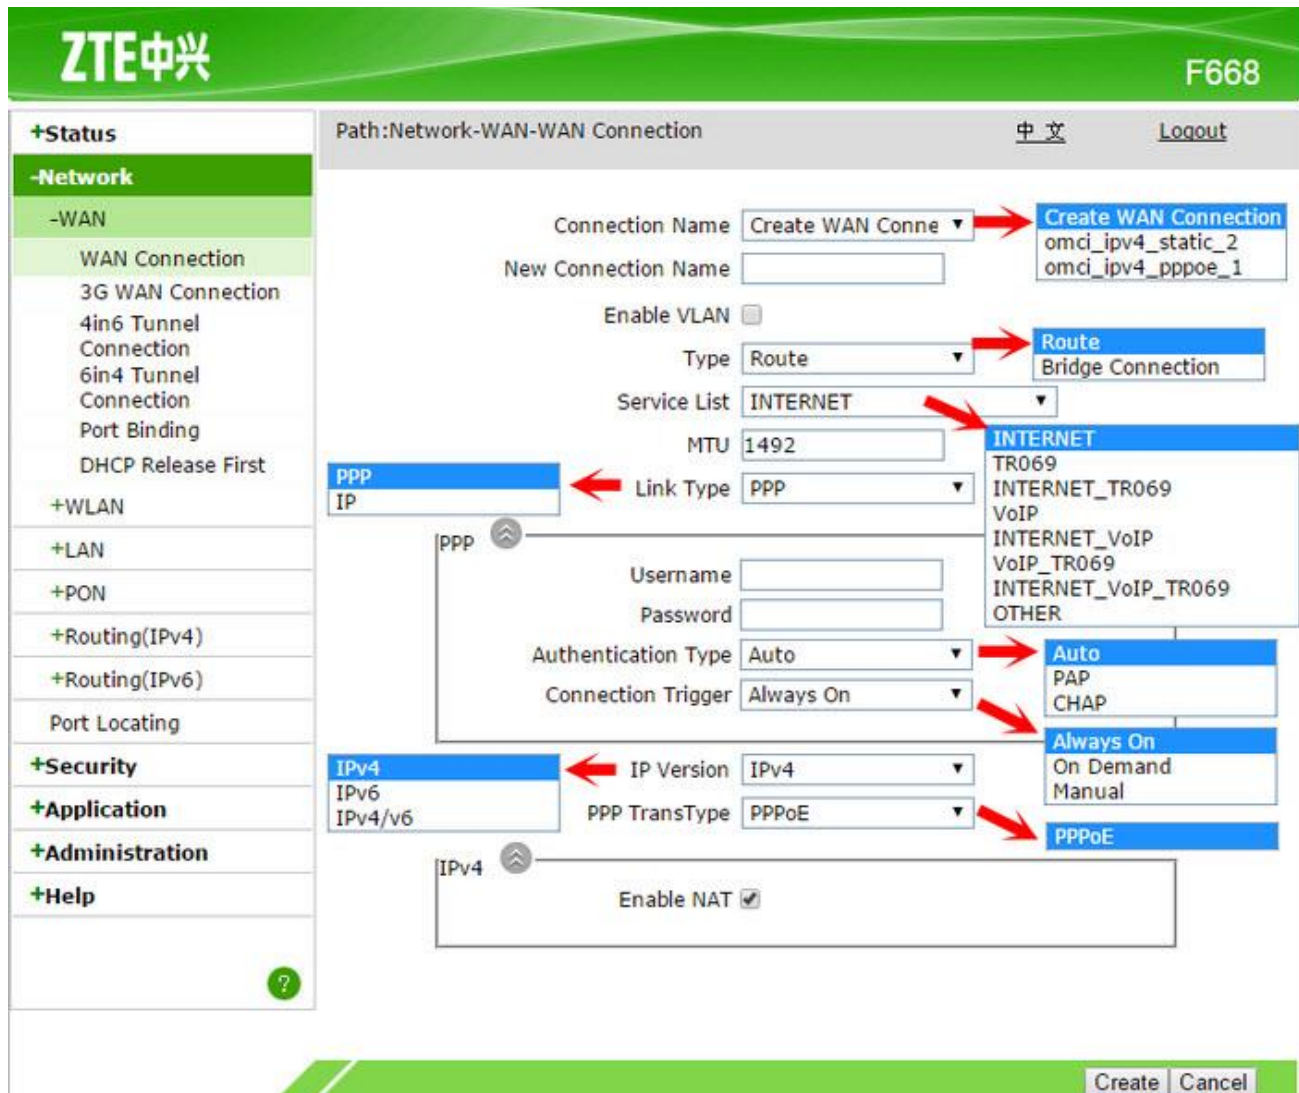 ZTE中兴
F668
+Status
Path:Network-WAN-WAN Connection
中 文
Logout
-Network
-WAN
WAN Connection
3G WAN Connection
4in6 Tunnel
Connection
6in4 Tunnel
Connection
Port Binding
DHCP Release First
+WLAN
+LAN
+PON
+Routing(IPv4)
+Routing(IPv6)
Port Locating
+Security
+Application
+Administration
+Help
?
Connection Name Create WAN Conne
Create WAN Connection
omci_ipv4_static_2
omci_ipv4_pppoe_1
New Connection Name
Enable VLAN
Type Route
Route
Bridge Connection
Service List INTERNET
INTERNET
TR069
INTERNET_TR069
VoIP
INTERNET_VoIP
VoIP_TR069
INTERNET_VoIP_TR069
OTHER
MTU 1492
Link Type PPP
PPP
IP
PPP
Username
Password
Authentication Type Auto
Auto
PAP
CHAP
Connection Trigger Always On
Always On
On Demand
Manual
IP Version IPv4
IPv4
IPv6
IPv4/v6
PPP TransType PPPoE
PPPoE
IPv4
Enable NAT
Create
Cancel